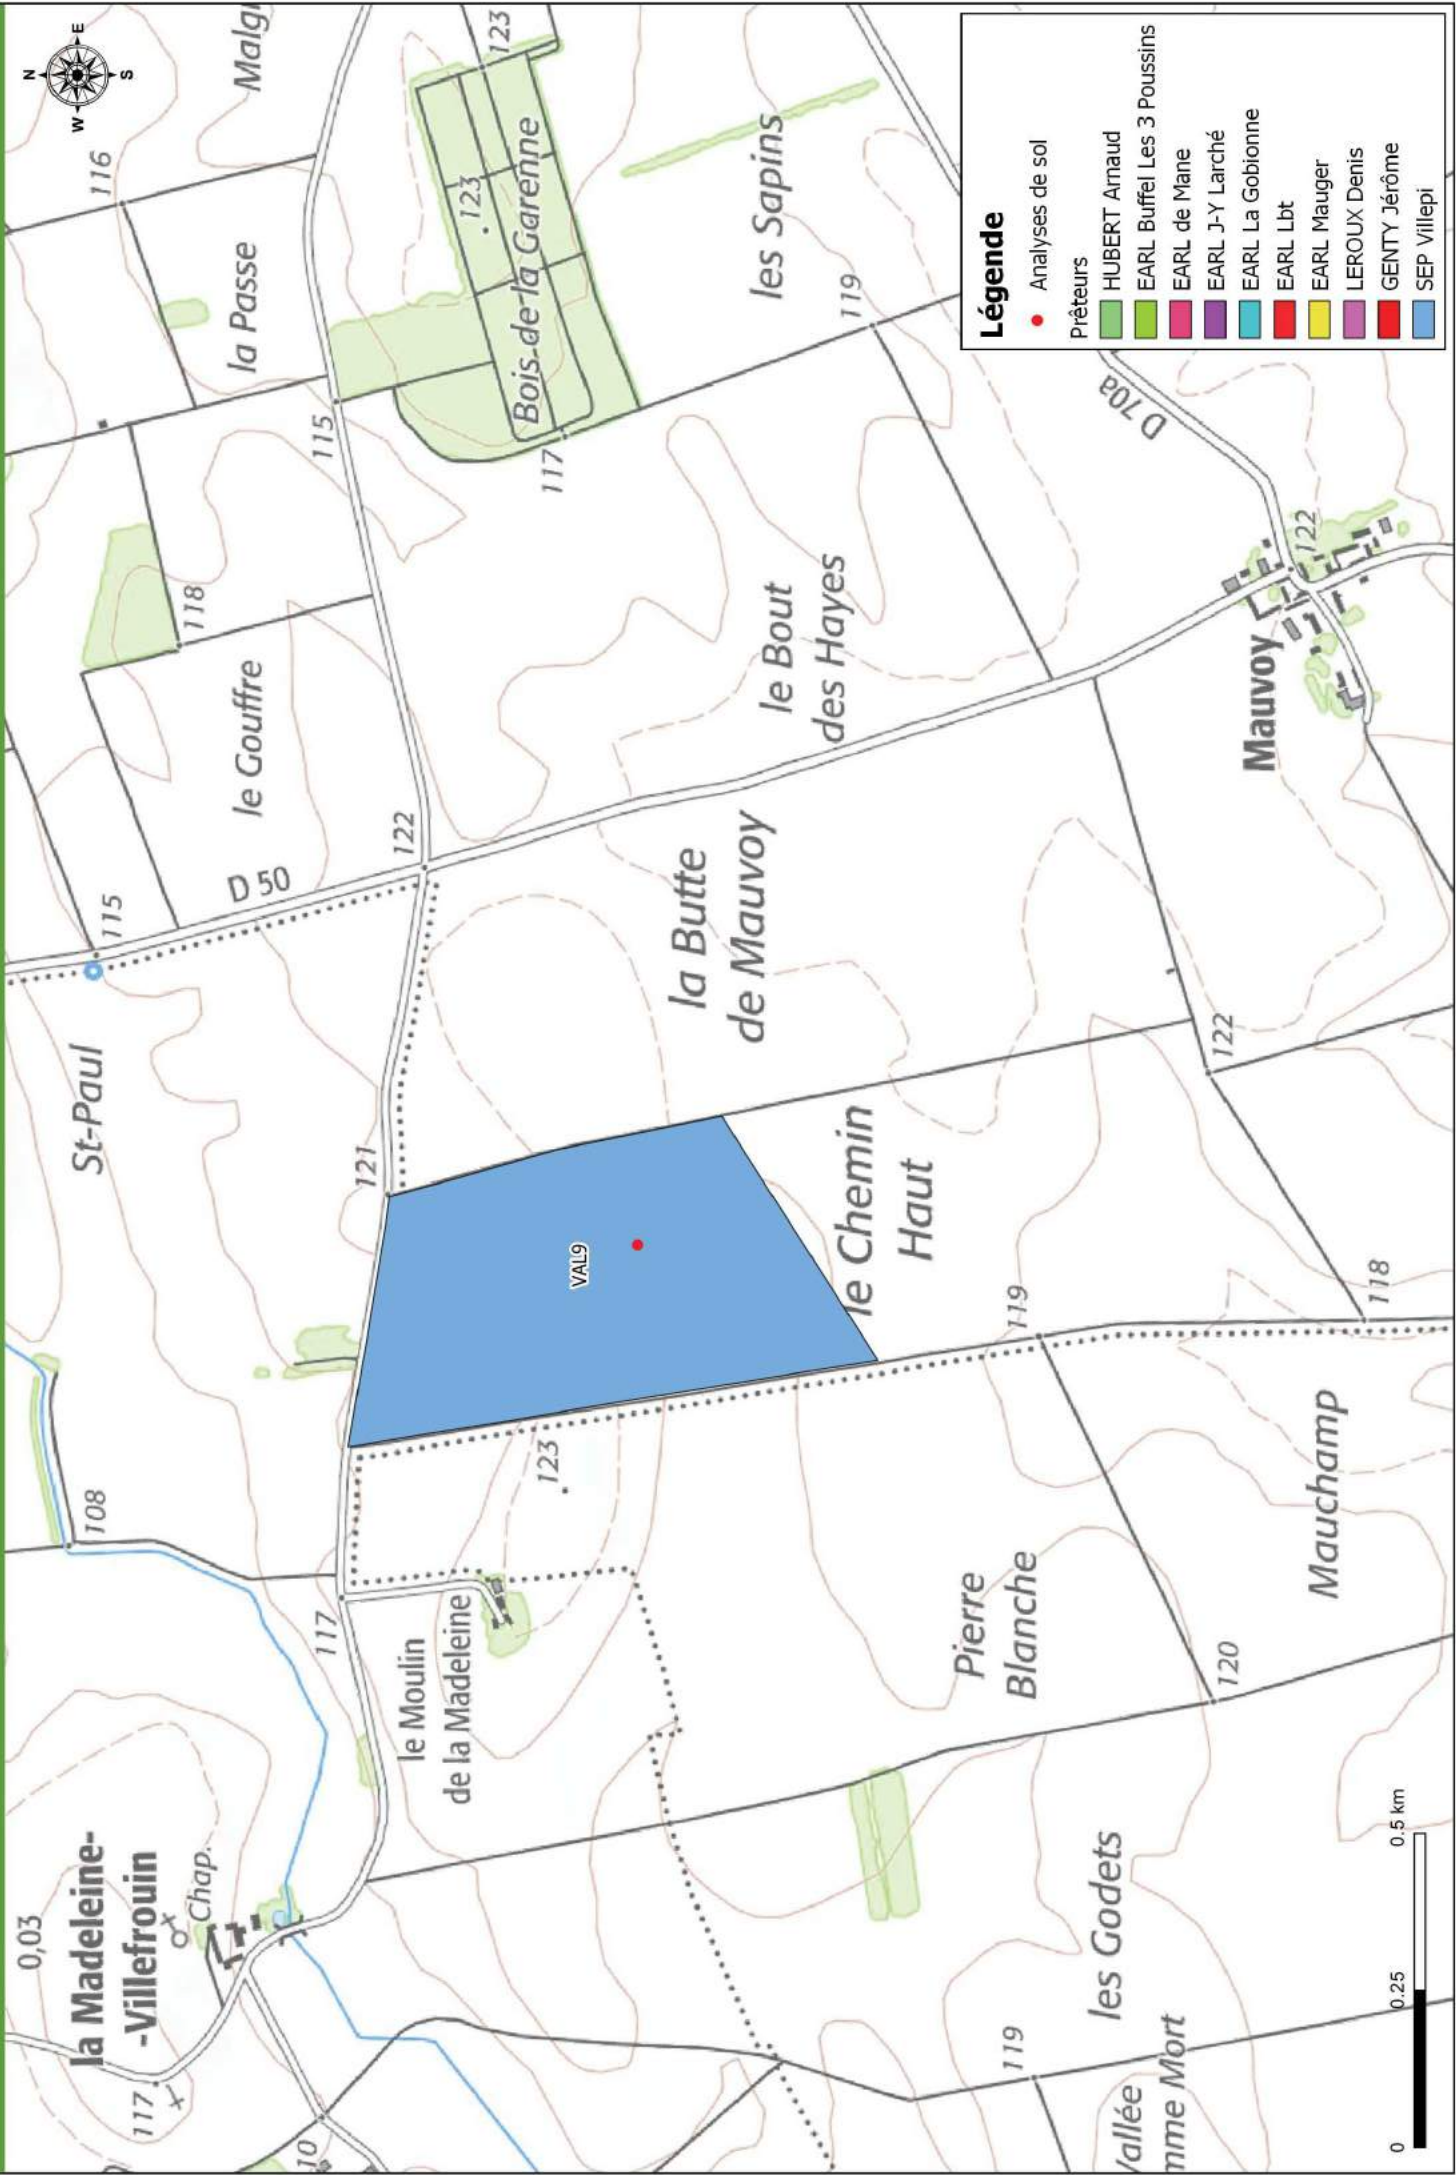 0,03
la Madeleine-
-Villefrouin
Chap.
117
10
108
St-Paul
115
D 50
le Gouffre
118
la Passe
116
Malgr
N
E
S
W
117
le Moulin
de la Madeleine
123
121
122
115
117
Bois de la Garenne
123
123
VAL9
la Butte
de Mauvoy
le Bout
des Hayes
les Sapins
119
le Chemin
Haut
119
Pierre
Blanche
120
Mauchamp
118
122
Mauvoy
122
D 70a
les Godets
119
Vallée
mme Mort
0
0.25
0.5 km
Légende
Analyses de sol
Prêteurs
HUBERT Arnaud
EARL Buffel Les 3 Poussins
EARL de Mane
EARL J-Y Larché
EARL La Gobionne
EARL Lbt
EARL Mauger
LEROUX Denis
GENTY Jérôme
SEP Villepi